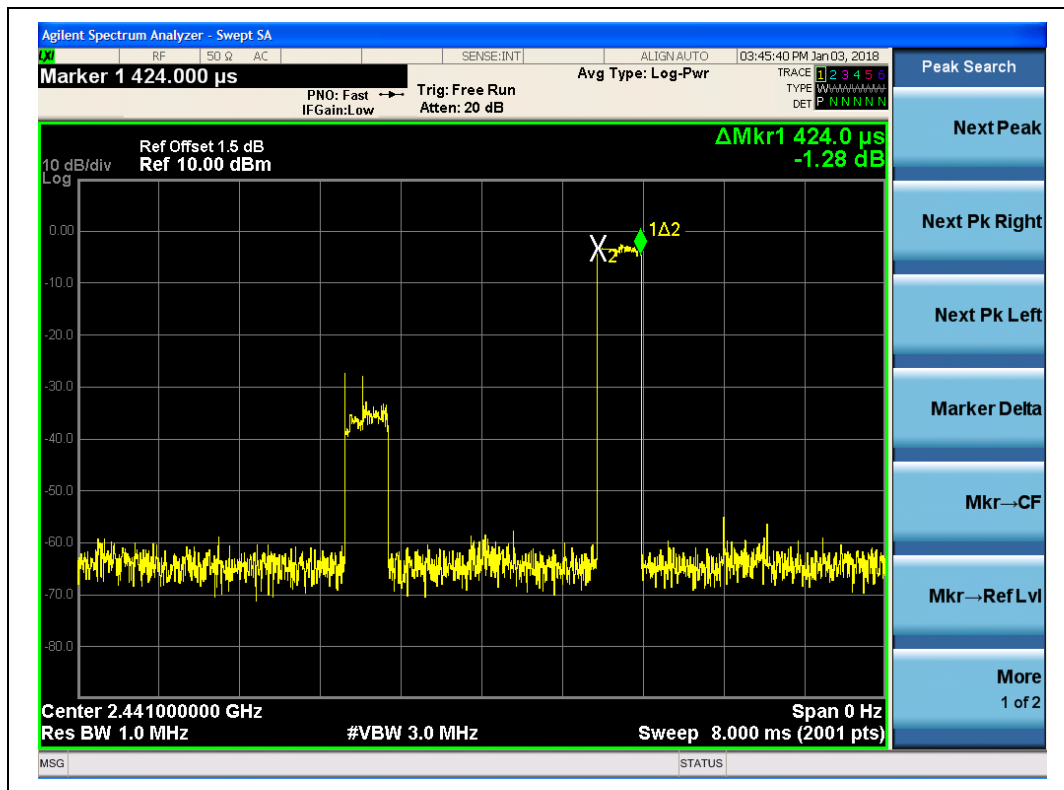 Agilent Spectrum Analyzer - Swept SA
LXI RF 50 Ω AC SENSE:INT ALIGNAUTO 03:45:40 PM Jan 03, 2018
Marker 1 424.000 µs
PNO: Fast
IFGain:Low
Trig: Free Run
Atten: 20 dB
Avg Type: Log-Pwr
TRACE 1 2 3 4 5 6
TYPE W
DET P N N N N N
ΔMkr1 424.0 µs
-1.28 dB
Ref Offset 1.5 dB
10 dB/div Ref 10.00 dBm
Log
0.00
-10.0
-20.0
-30.0
-40.0
-50.0
-60.0
-70.0
-80.0
1Δ2
X2
Center 2.441000000 GHz Span 0 Hz
Res BW 1.0 MHz #VBW 3.0 MHz Sweep 8.000 ms (2001 pts)
MSG STATUS
Peak Search
Next Peak
Next Pk Right
Next Pk Left
Marker Delta
Mkr→CF
Mkr→Ref Lvl
More
1 of 2